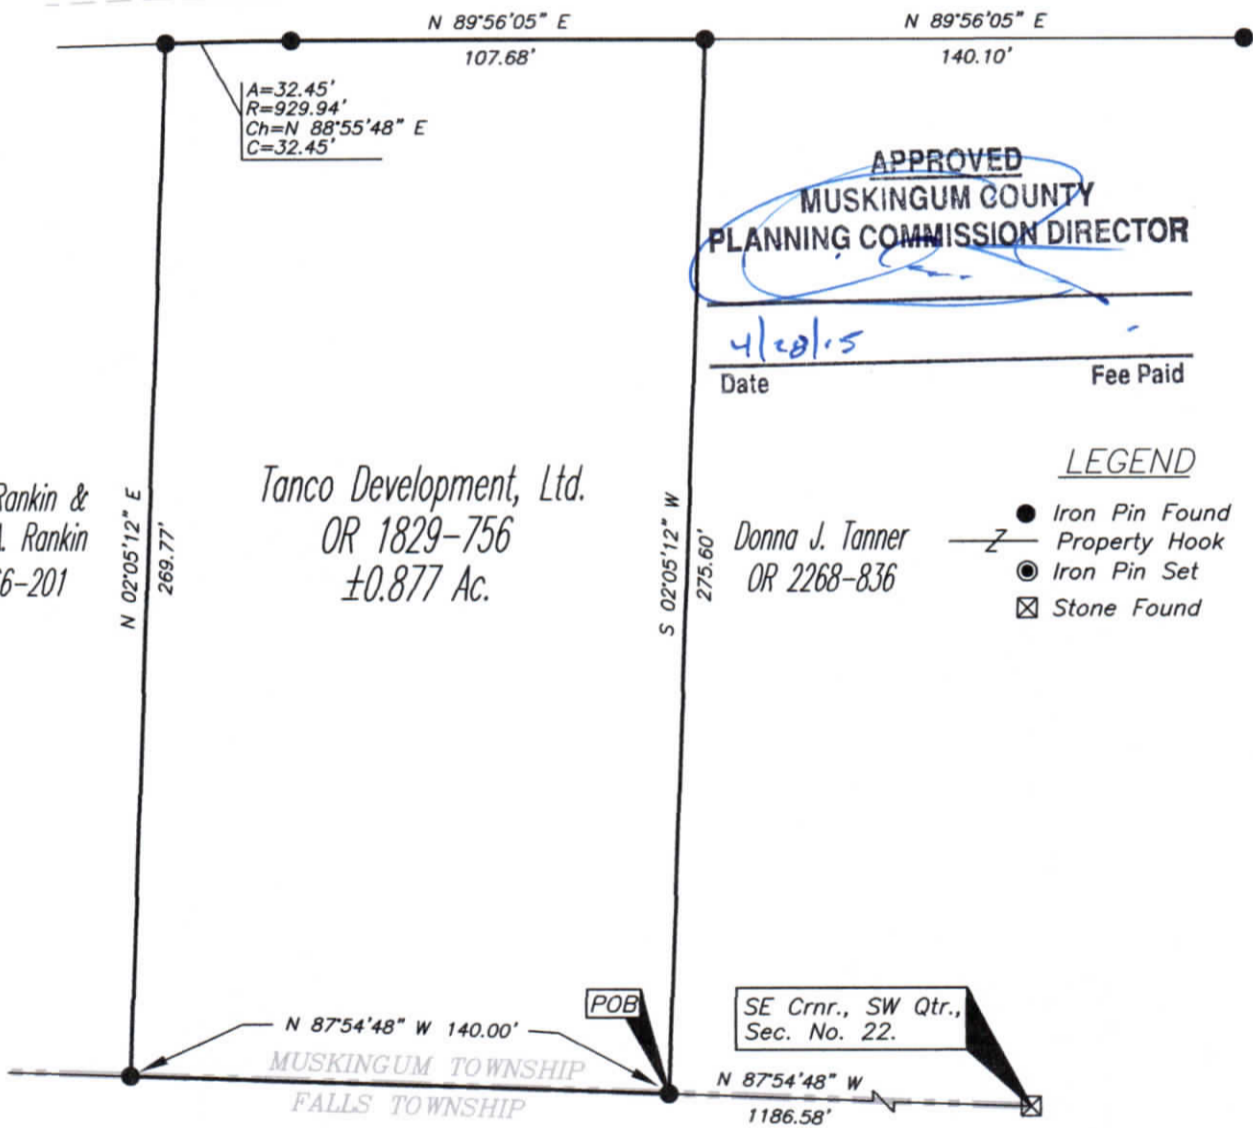 N 89°56'05" E
107.68'
N 89°56'05" E
140.10'
A=32.45'
R=929.94'
Ch=N 88°55'48" E
C=32.45'
APPROVED
MUSKINGUM COUNTY
PLANNING COMMISSION DIRECTOR
4/28/15
Date Fee Paid
LEGEND
Iron Pin Found
Property Hook
Iron Pin Set
Stone Found
Rankin &
. Rankin
6-201
N 02°05'12" E
269.77'
Tanco Development, Ltd.
OR 1829-756
±0.877 Ac.
S 02°05'12" W
275.60'
Donna J. Tanner
OR 2268-836
POB
SE Crnr., SW Qtr.,
Sec. No. 22.
N 87°54'48" W 140.00'
MUSKINGUM TOWNSHIP
FALLS TOWNSHIP
N 87°54'48" W
1186.58'